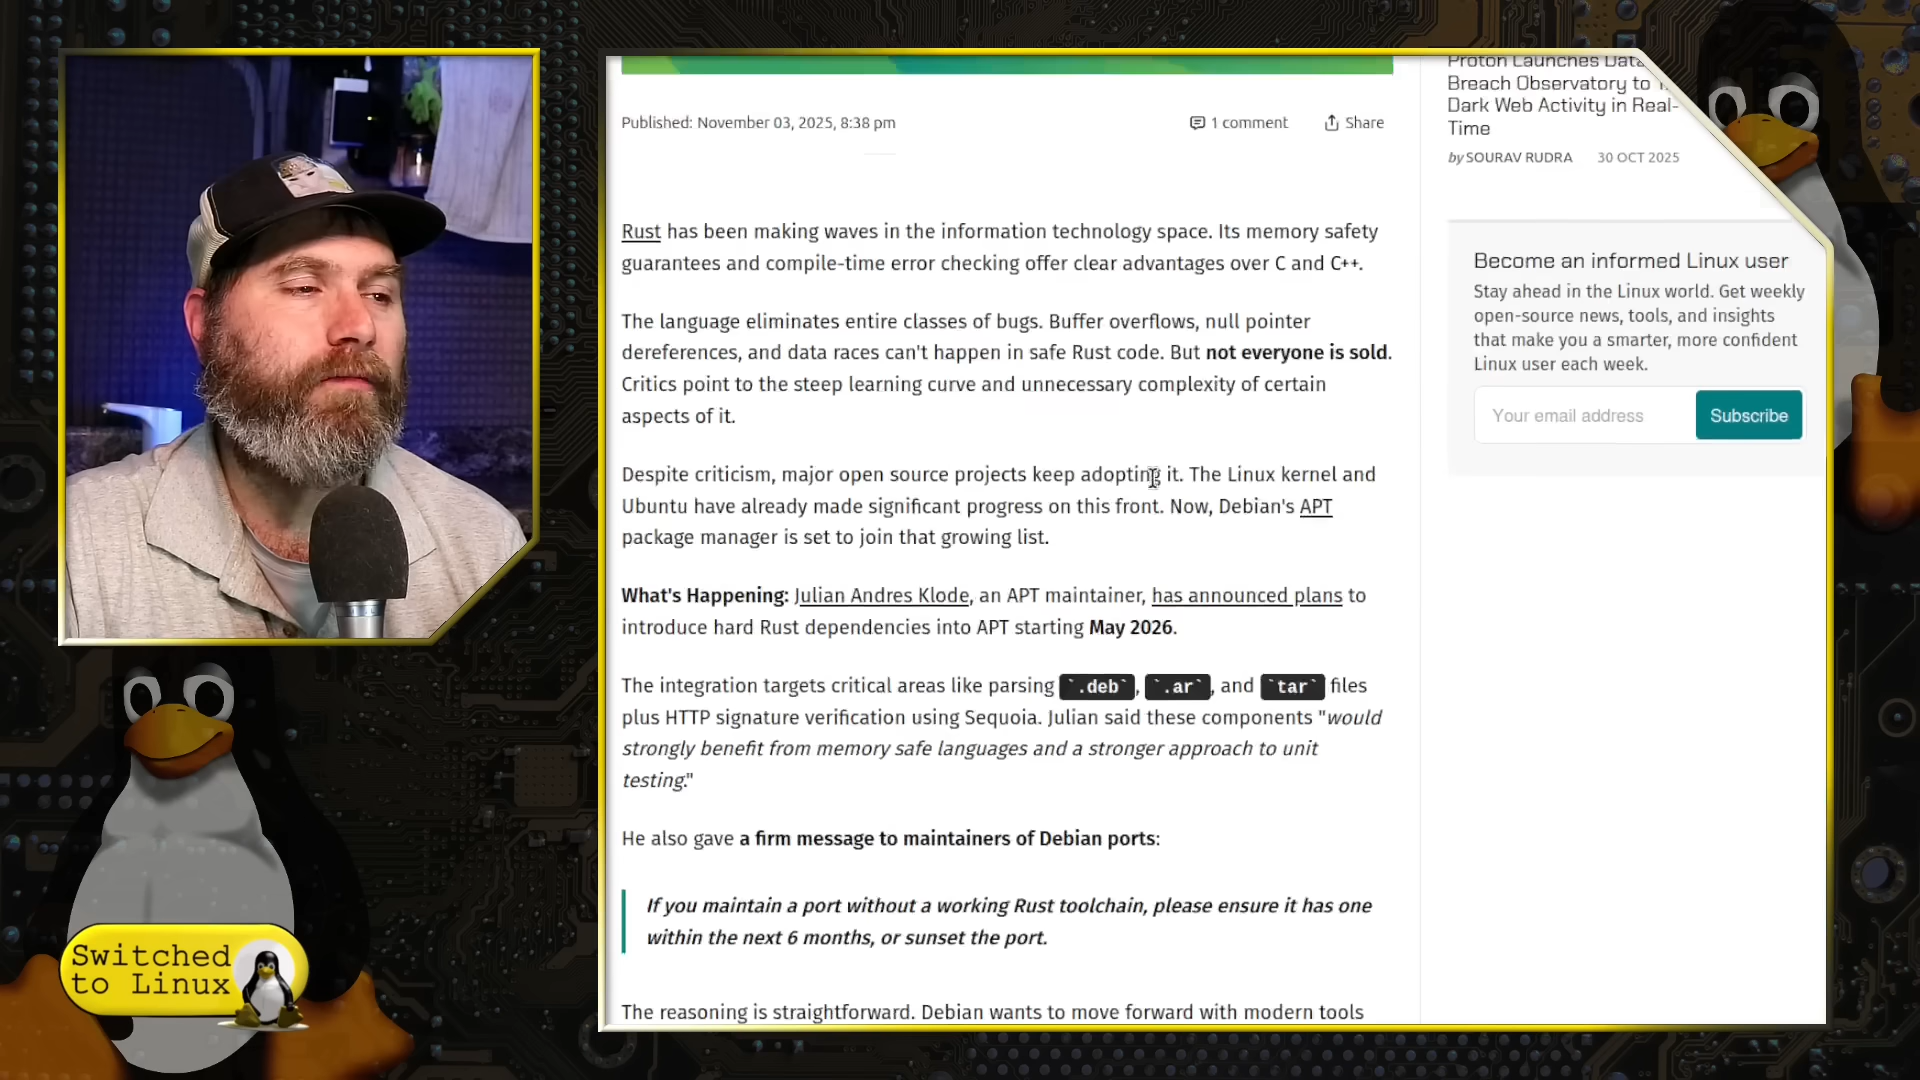 Published: November 03, 2025, 8:38 pm
1 comment
Share
Rust has been making waves in the information technology space. Its memory safety
guarantees and compile-time error checking offer clear advantages over C and C++.
The language eliminates entire classes of bugs. Buffer overflows, null pointer
dereferences, and data races can't happen in safe Rust code. But not everyone is sold.
Critics point to the steep learning curve and unnecessary complexity of certain
aspects of it.
Despite criticism, major open source projects keep adopting it. The Linux kernel and
Ubuntu have already made significant progress on this front. Now, Debian's APT
package manager is set to join that growing list.
What's Happening: Julian Andres Klode, an APT maintainer, has announced plans to
introduce hard Rust dependencies into APT starting May 2026.
The integration targets critical areas like parsing `.deb`, `.ar`, and `tar` files
plus HTTP signature verification using Sequoia. Julian said these components "would
strongly benefit from memory safe languages and a stronger approach to unit
testing."
He also gave a firm message to maintainers of Debian ports:
If you maintain a port without a working Rust toolchain, please ensure it has one
within the next 6 months, or sunset the port.
The reasoning is straightforward. Debian wants to move forward with modern tools
Proton Launches Data
Breach Observatory to
Dark Web Activity in Real-
Time
by SOURAV RUDRA 30 OCT 2025
Become an informed Linux user
Stay ahead in the Linux world. Get weekly
open-source news, tools, and insights
that make you a smarter, more confident
Linux user each week.
Your email address
Subscribe
Switched
to Linux